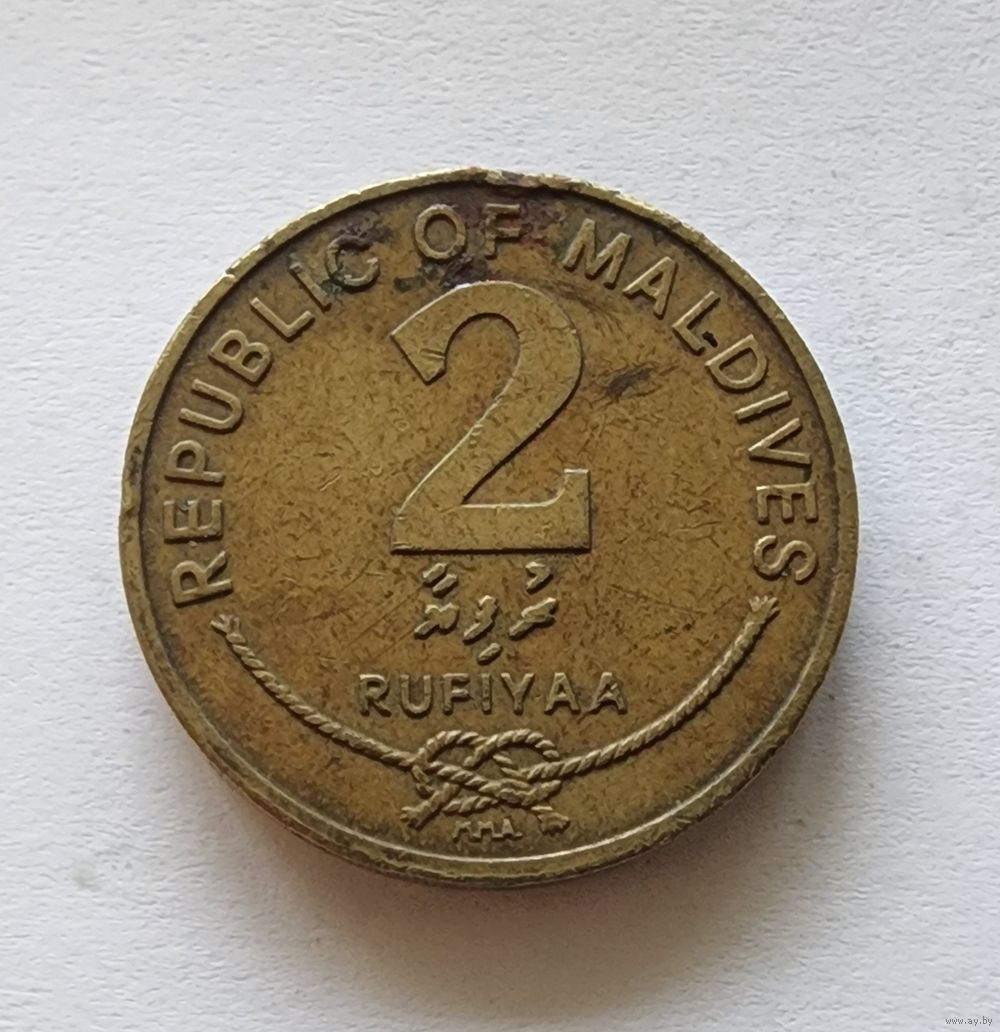 REPUBLIC OF MALDIVES
2
ރުފިޔާ
RUFIYAA
M.M.A.
www.ay.by